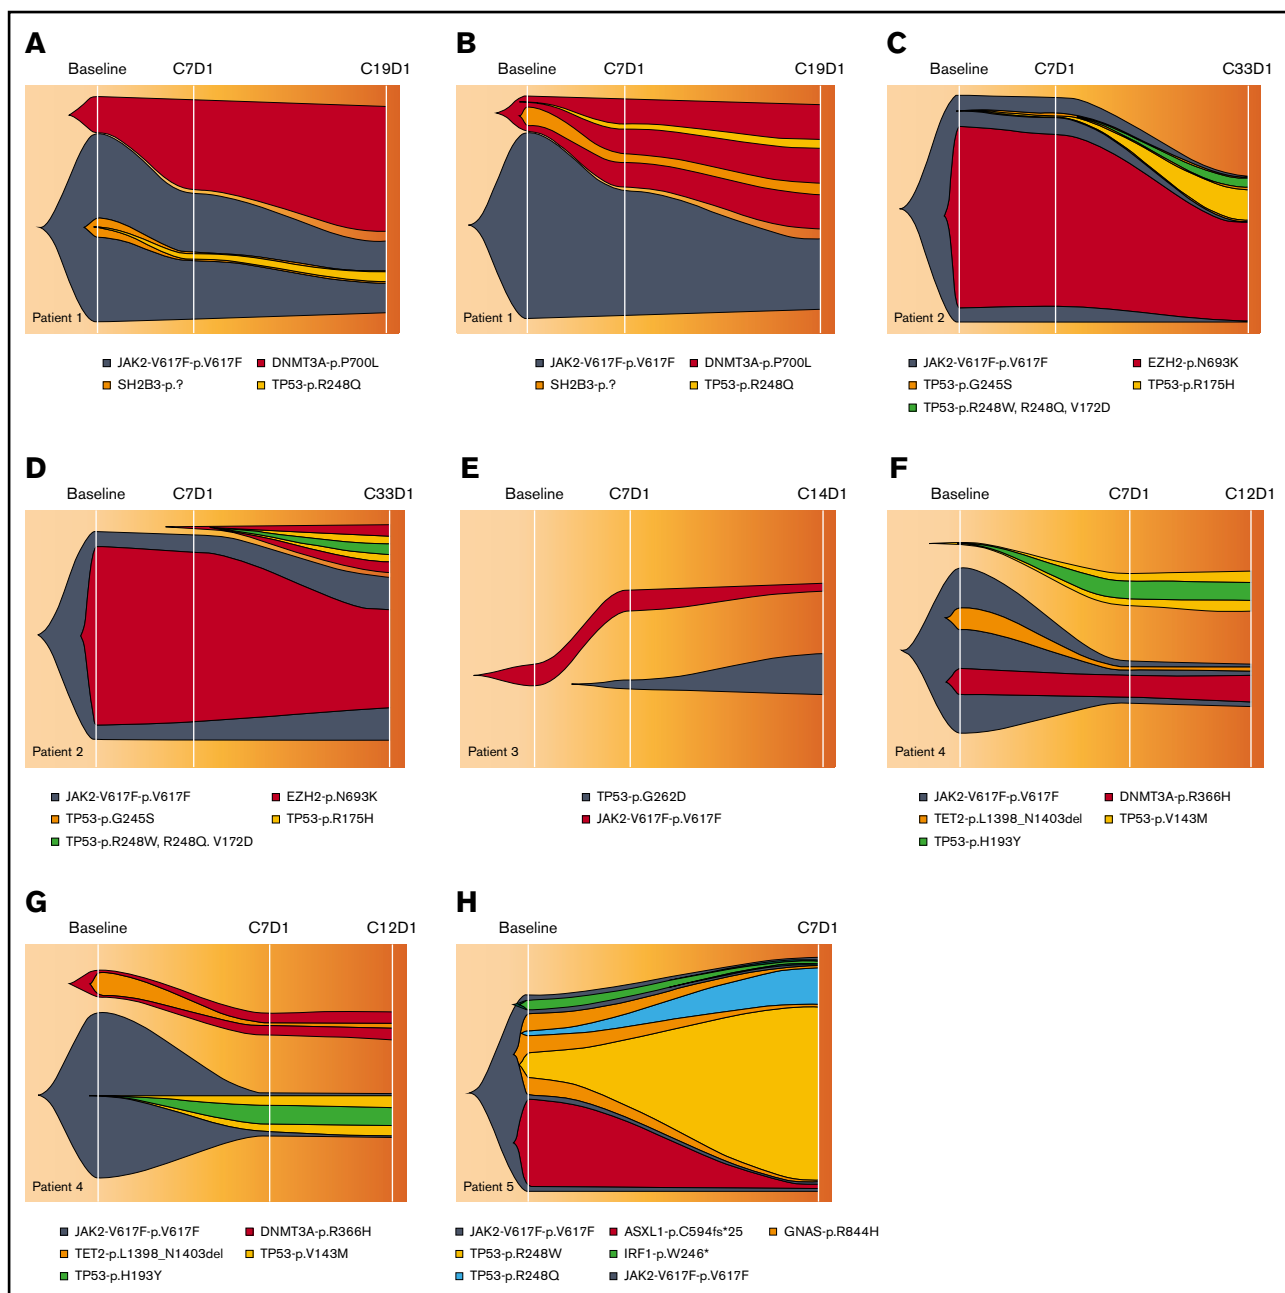 A
B
C
Baseline C7D1 C19D1
Baseline C7D1 C19D1
Baseline C7D1 C33D1
Patient 1
Patient 1
Patient 2
JAK2-V617F-p.V617F DNMT3A-p.P700L
SH2B3-p.? TP53-p.R248Q
JAK2-V617F-p.V617F DNMT3A-p.P700L
SH2B3-p.? TP53-p.R248Q
JAK2-V617F-p.V617F EZH2-p.N693K
TP53-p.G245S TP53-p.R175H
TP53-p.R248W, R248Q, V172D
D
E
F
Baseline C7D1 C33D1
Baseline C7D1 C14D1
Baseline C7D1 C12D1
Patient 2
Patient 3
Patient 4
JAK2-V617F-p.V617F EZH2-p.N693K
TP53-p.G245S TP53-p.R175H
TP53-p.R248W, R248Q. V172D
TP53-p.G262D
JAK2-V617F-p.V617F
JAK2-V617F-p.V617F DNMT3A-p.R366H
TET2-p.L1398_N1403del TP53-p.V143M
TP53-p.H193Y
G
H
Baseline C7D1 C12D1
Baseline C7D1
Patient 4
Patient 5
JAK2-V617F-p.V617F DNMT3A-p.R366H
TET2-p.L1398_N1403del TP53-p.V143M
TP53-p.H193Y
JAK2-V617F-p.V617F ASXL1-p.C594fs*25 GNAS-p.R844H
TP53-p.R248W IRF1-p.W246*
TP53-p.R248Q JAK2-V617F-p.V617F